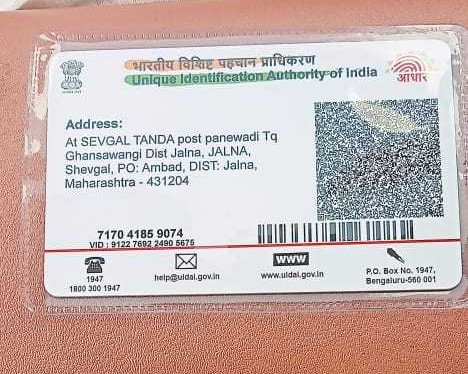 भारतीय विशिष्ट पहचान प्राधिकरण
Unique Identification Authority of India
आधार
Address:
At SEVGAL TANDA post panewadi Tq
Ghansawangi Dist Jalna, JALNA,
Shevgal, PO: Ambad, DIST: Jalna,
Maharashtra - 431204
7170 4185 9074
VID : 9122 7692 2490 5675
1947
1800 300 1947
help@uidai.gov.in
www
www.uidai.gov.in
P.O. Box No. 1947,
Bengaluru-560 001